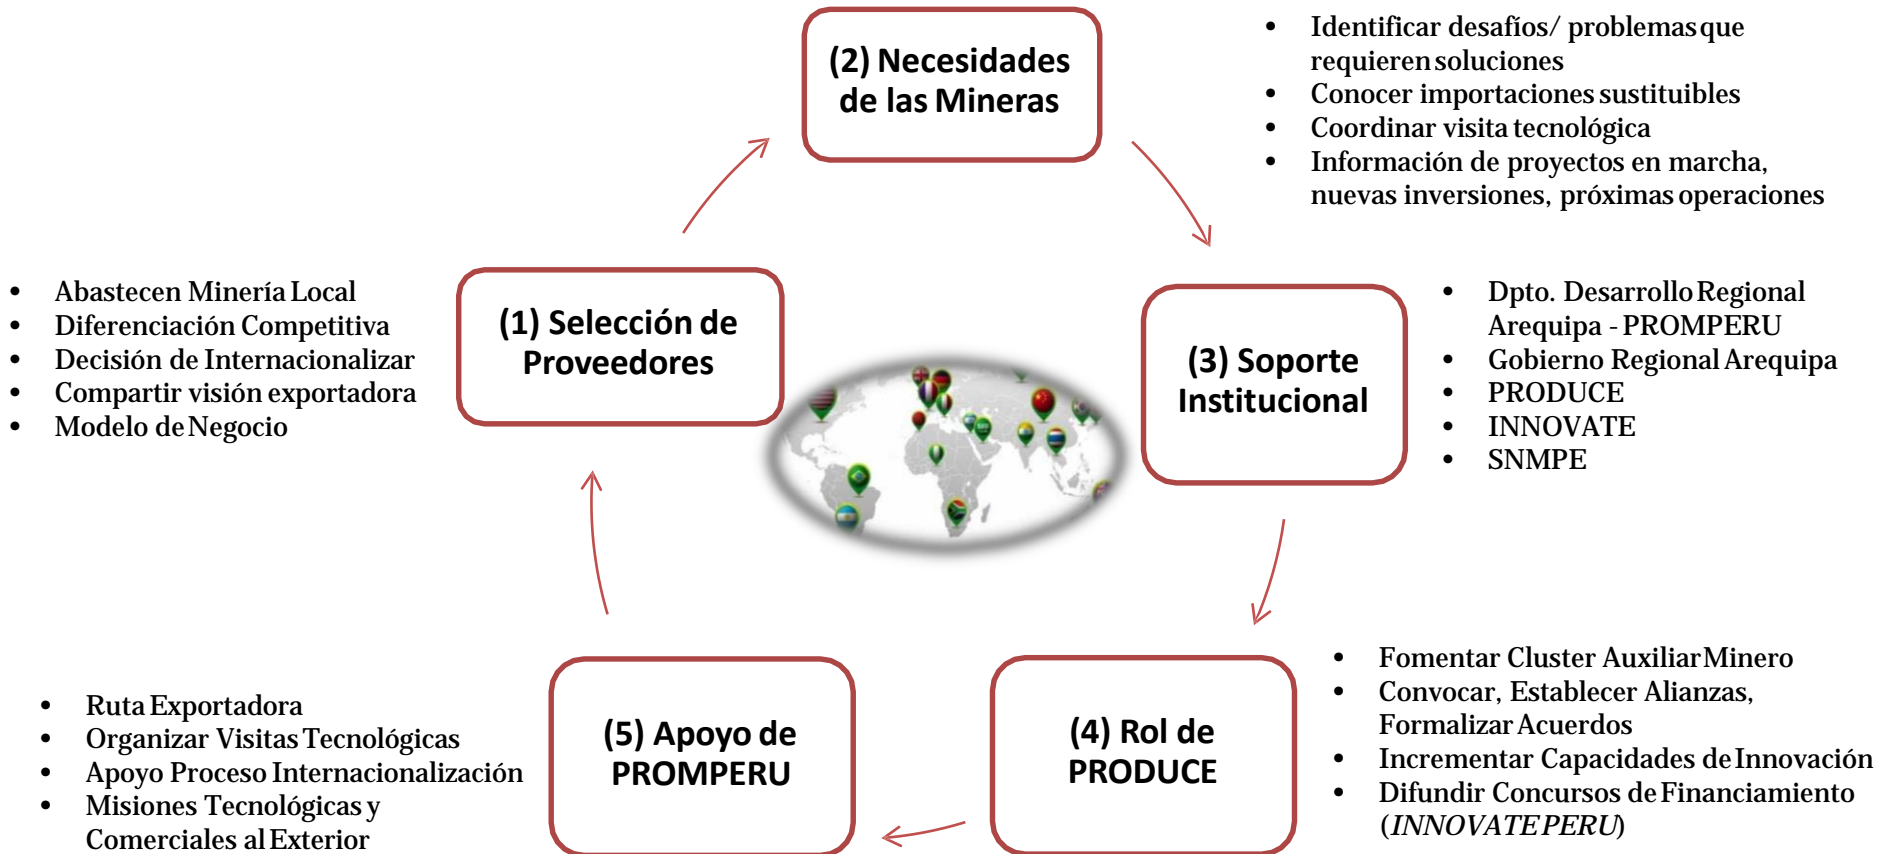 (2) Necesidades
de las Mineras
• Identificar desafíos/ problemas que
requieren soluciones
• Conocer importaciones sustituibles
• Coordinar visita tecnológica
• Información de proyectos en marcha,
nuevas inversiones, próximas operaciones
• Abastecen Minería Local
• Diferenciación Competitiva
• Decisión de Internacionalizar
• Compartir visión exportadora
• Modelo de Negocio
(1) Selección de
Proveedores
(3) Soporte
Institucional
• Dpto. Desarrollo Regional
Arequipa - PROMPERU
• Gobierno Regional Arequipa
• PRODUCE
• INNOVATE
• SNMPE
• Ruta Exportadora
• Organizar Visitas Tecnológicas
• Apoyo Proceso Internacionalización
• Misiones Tecnológicas y
Comerciales al Exterior
(5) Apoyo de
PROMPERU
(4) Rol de
PRODUCE
• Fomentar Cluster Auxiliar Minero
• Convocar, Establecer Alianzas,
Formalizar Acuerdos
• Incrementar Capacidades de Innovación
• Difundir Concursos de Financiamiento
(INNOVATE PERU)